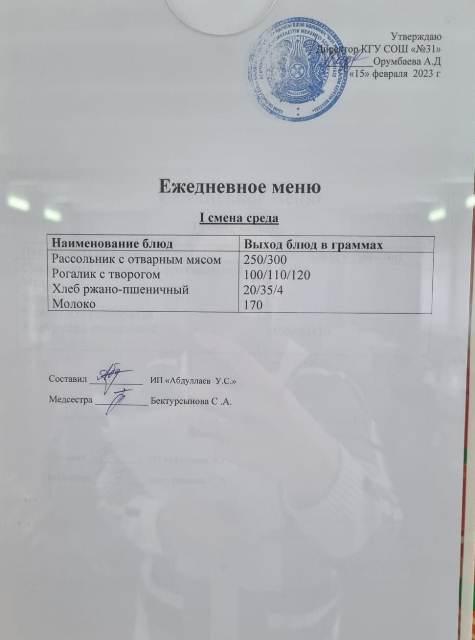 Утверждаю
Директор КГУ СОШ «№31»
Орумбаева А.Д
«15» февраля 2023 г
Ежедневное меню
I смена среда
Наименование блюд Выход блюд в граммах
Рассольник с отварным мясом 250/300
Рогалик с творогом 100/110/120
Хлеб ржано-пшеничный 20/35/4
Молоко 170
Составил ИП «Абдуллаев У.С.»
Медсестра Бектурсынова С .А.